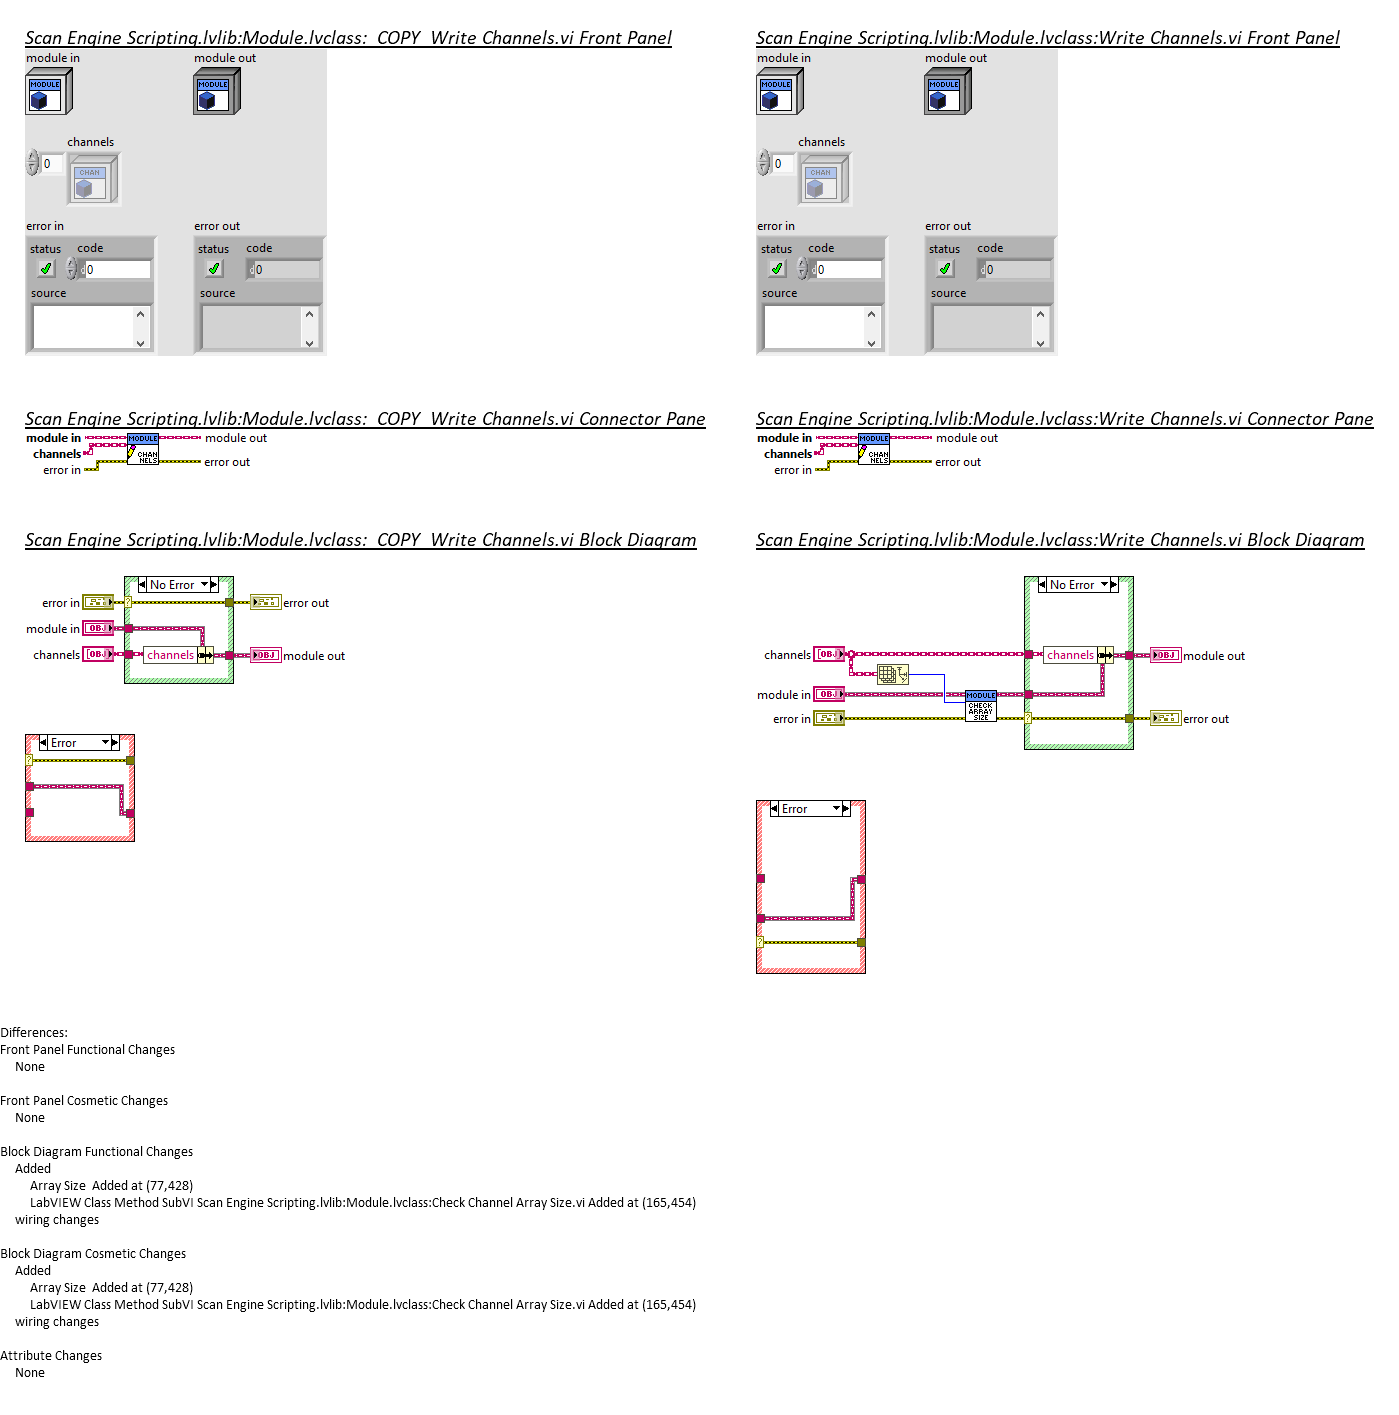 Scan Engine Scripting.lvlib:Module.lvclass:  COPY  Write Channels.vi Front Panel
module in
module out
MODULE
MODULE
channels
0
CHAN
error in
error out
status
code
status
code
d
0
d
0
source
source
Scan Engine Scripting.lvlib:Module.lvclass:Write Channels.vi Front Panel
module in
module out
MODULE
MODULE
channels
0
CHAN
error in
error out
status
code
status
code
d
0
d
0
source
source
Scan Engine Scripting.lvlib:Module.lvclass:  COPY  Write Channels.vi Connector Pane
module in
MODULE
module out
channels
CHAN
NELS
error in
error out
Scan Engine Scripting.lvlib:Module.lvclass:Write Channels.vi Connector Pane
module in
MODULE
module out
channels
CHAN
NELS
error in
error out
Scan Engine Scripting.lvlib:Module.lvclass:  COPY  Write Channels.vi Block Diagram
No Error
error in
?
error out
module in
OBJ
channels
[OBJ]
channels
OBJ
module out
Error
?
Scan Engine Scripting.lvlib:Module.lvclass:Write Channels.vi Block Diagram
No Error
channels
[OBJ]
channels
OBJ
module out
module in
OBJ
MODULE
CHECK
ARRAY
SIZE
error in
?
error out
Error
?
Differences:
Front Panel Functional Changes
None
Front Panel Cosmetic Changes
None
Block Diagram Functional Changes
Added
Array Size  Added at (77,428)
LabVIEW Class Method SubVI Scan Engine Scripting.lvlib:Module.lvclass:Check Channel Array Size.vi Added at (165,454)
wiring changes
Block Diagram Cosmetic Changes
Added
Array Size  Added at (77,428)
LabVIEW Class Method SubVI Scan Engine Scripting.lvlib:Module.lvclass:Check Channel Array Size.vi Added at (165,454)
wiring changes
Attribute Changes
None